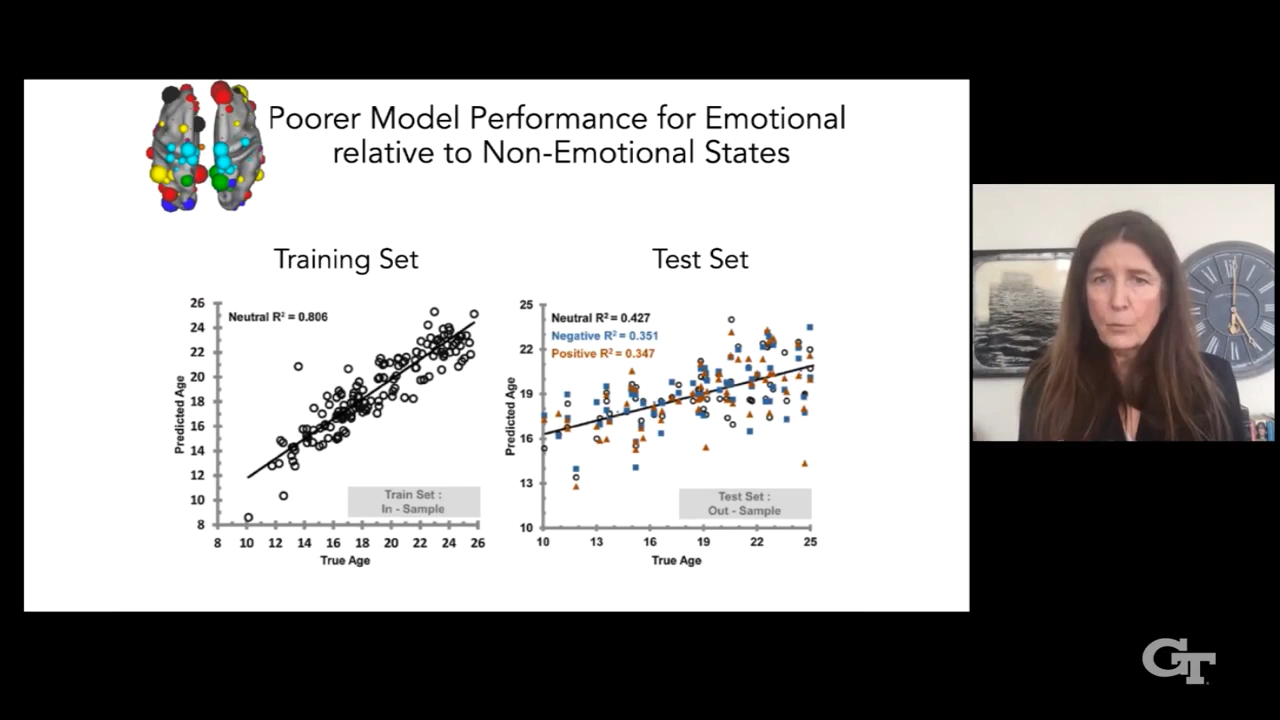 Poorer Model Performance for Emotional
relative to Non-Emotional States
Training Set
Test Set
26
24
22
20
18
16
14
12
10
8
Predicted Age
Neutral R² = 0.806
Train Set :
In - Sample
8 10 12 14 16 18 20 22 24 26
True Age
25
22
19
16
13
10
Predicted Age
Neutral R² = 0.427
Negative R² = 0.351
Positive R² = 0.347
Test Set :
Out - Sample
10 13 16 19 22 25
True Age
GT